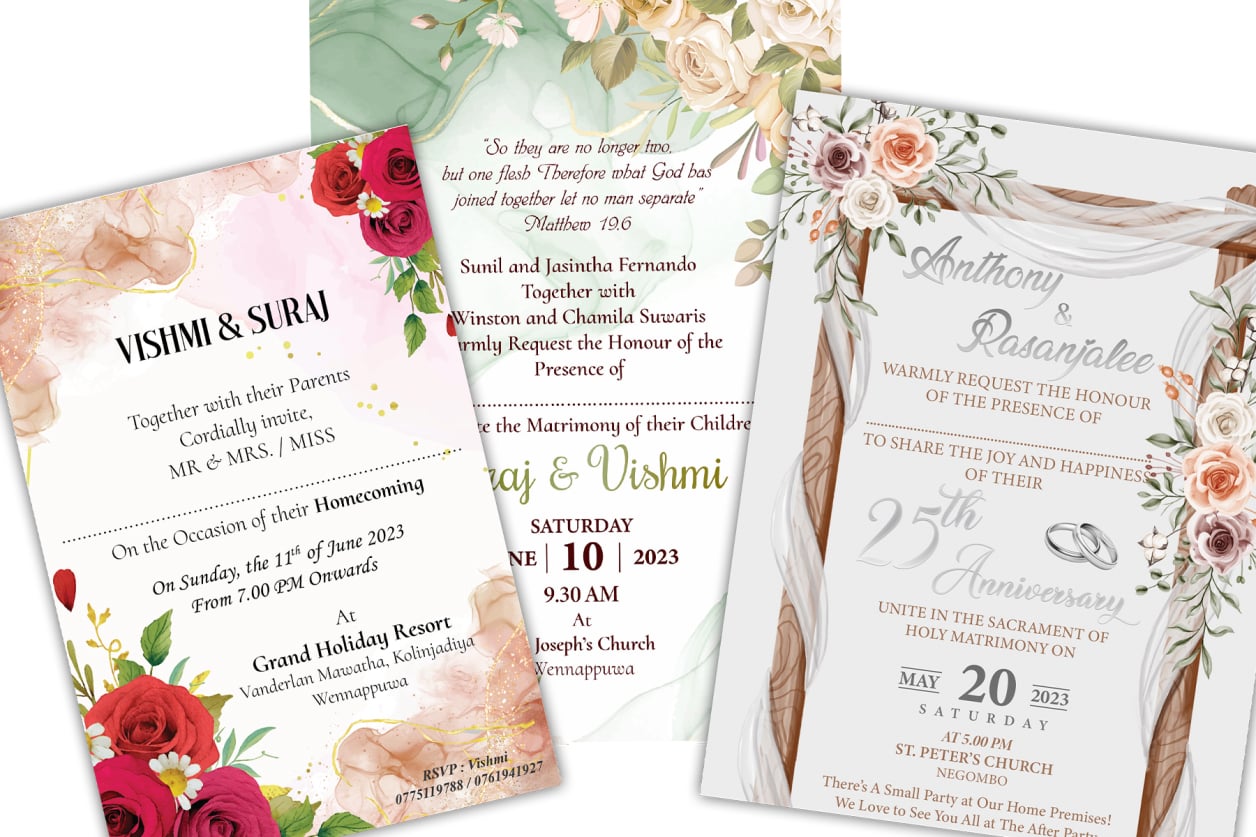 VISHMI & SURAJ
Together with their Parents
Cordially invite,
MR & MRS. / MISS
On the Occasion of their Homecoming
On Sunday, the 11th of June 2023
From 7.00 PM Onwards
At
Grand Holiday Resort
Vanderlan Mawatha, Kolinjadiya
Wennappuwa
RSVP : Vishmi
0775119788 / 0761941927
“So they are no longer two,
but one flesh Therefore what God has
joined together let no man separate”
Matthew 19.6
Sunil and Jasintha Fernando
Together with
Winston and Chamila Suwaris
Request the Honour of the
Presence of
the Matrimony of their
& Vishmi
SATURDAY
10 | 2023
9.30 AM
At
Joseph’s Church
Wennappuwa
Anthony
&
Rasanjalee
WARMLY REQUEST THE HONOUR
OF THE PRESENCE OF
TO SHARE THE JOY AND HAPPINESS
OF THEIR
25th
Anniversary
UNITE IN THE SACRAMENT OF
HOLY MATRIMONY ON
MAY 20 2023
SATURDAY
AT 5.00 PM
ST. PETER’S CHURCH
NEGOMBO
There’s A Small Party at Our Home Premises!
We Love to See You All at The After Party